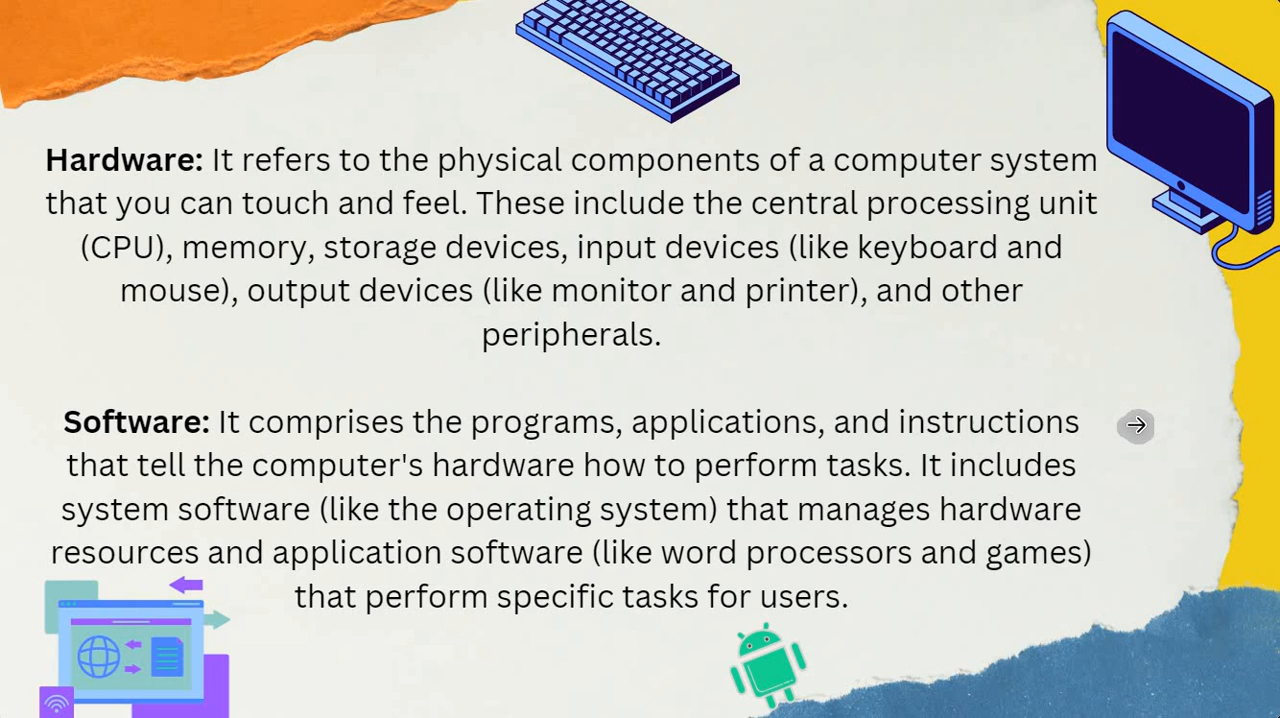 Hardware: It refers to the physical components of a computer system
that you can touch and feel. These include the central processing unit
(CPU), memory, storage devices, input devices (like keyboard and
mouse), output devices (like monitor and printer), and other
peripherals.
Software: It comprises the programs, applications, and instructions
that tell the computer's hardware how to perform tasks. It includes
system software (like the operating system) that manages hardware
resources and application software (like word processors and games)
that perform specific tasks for users.